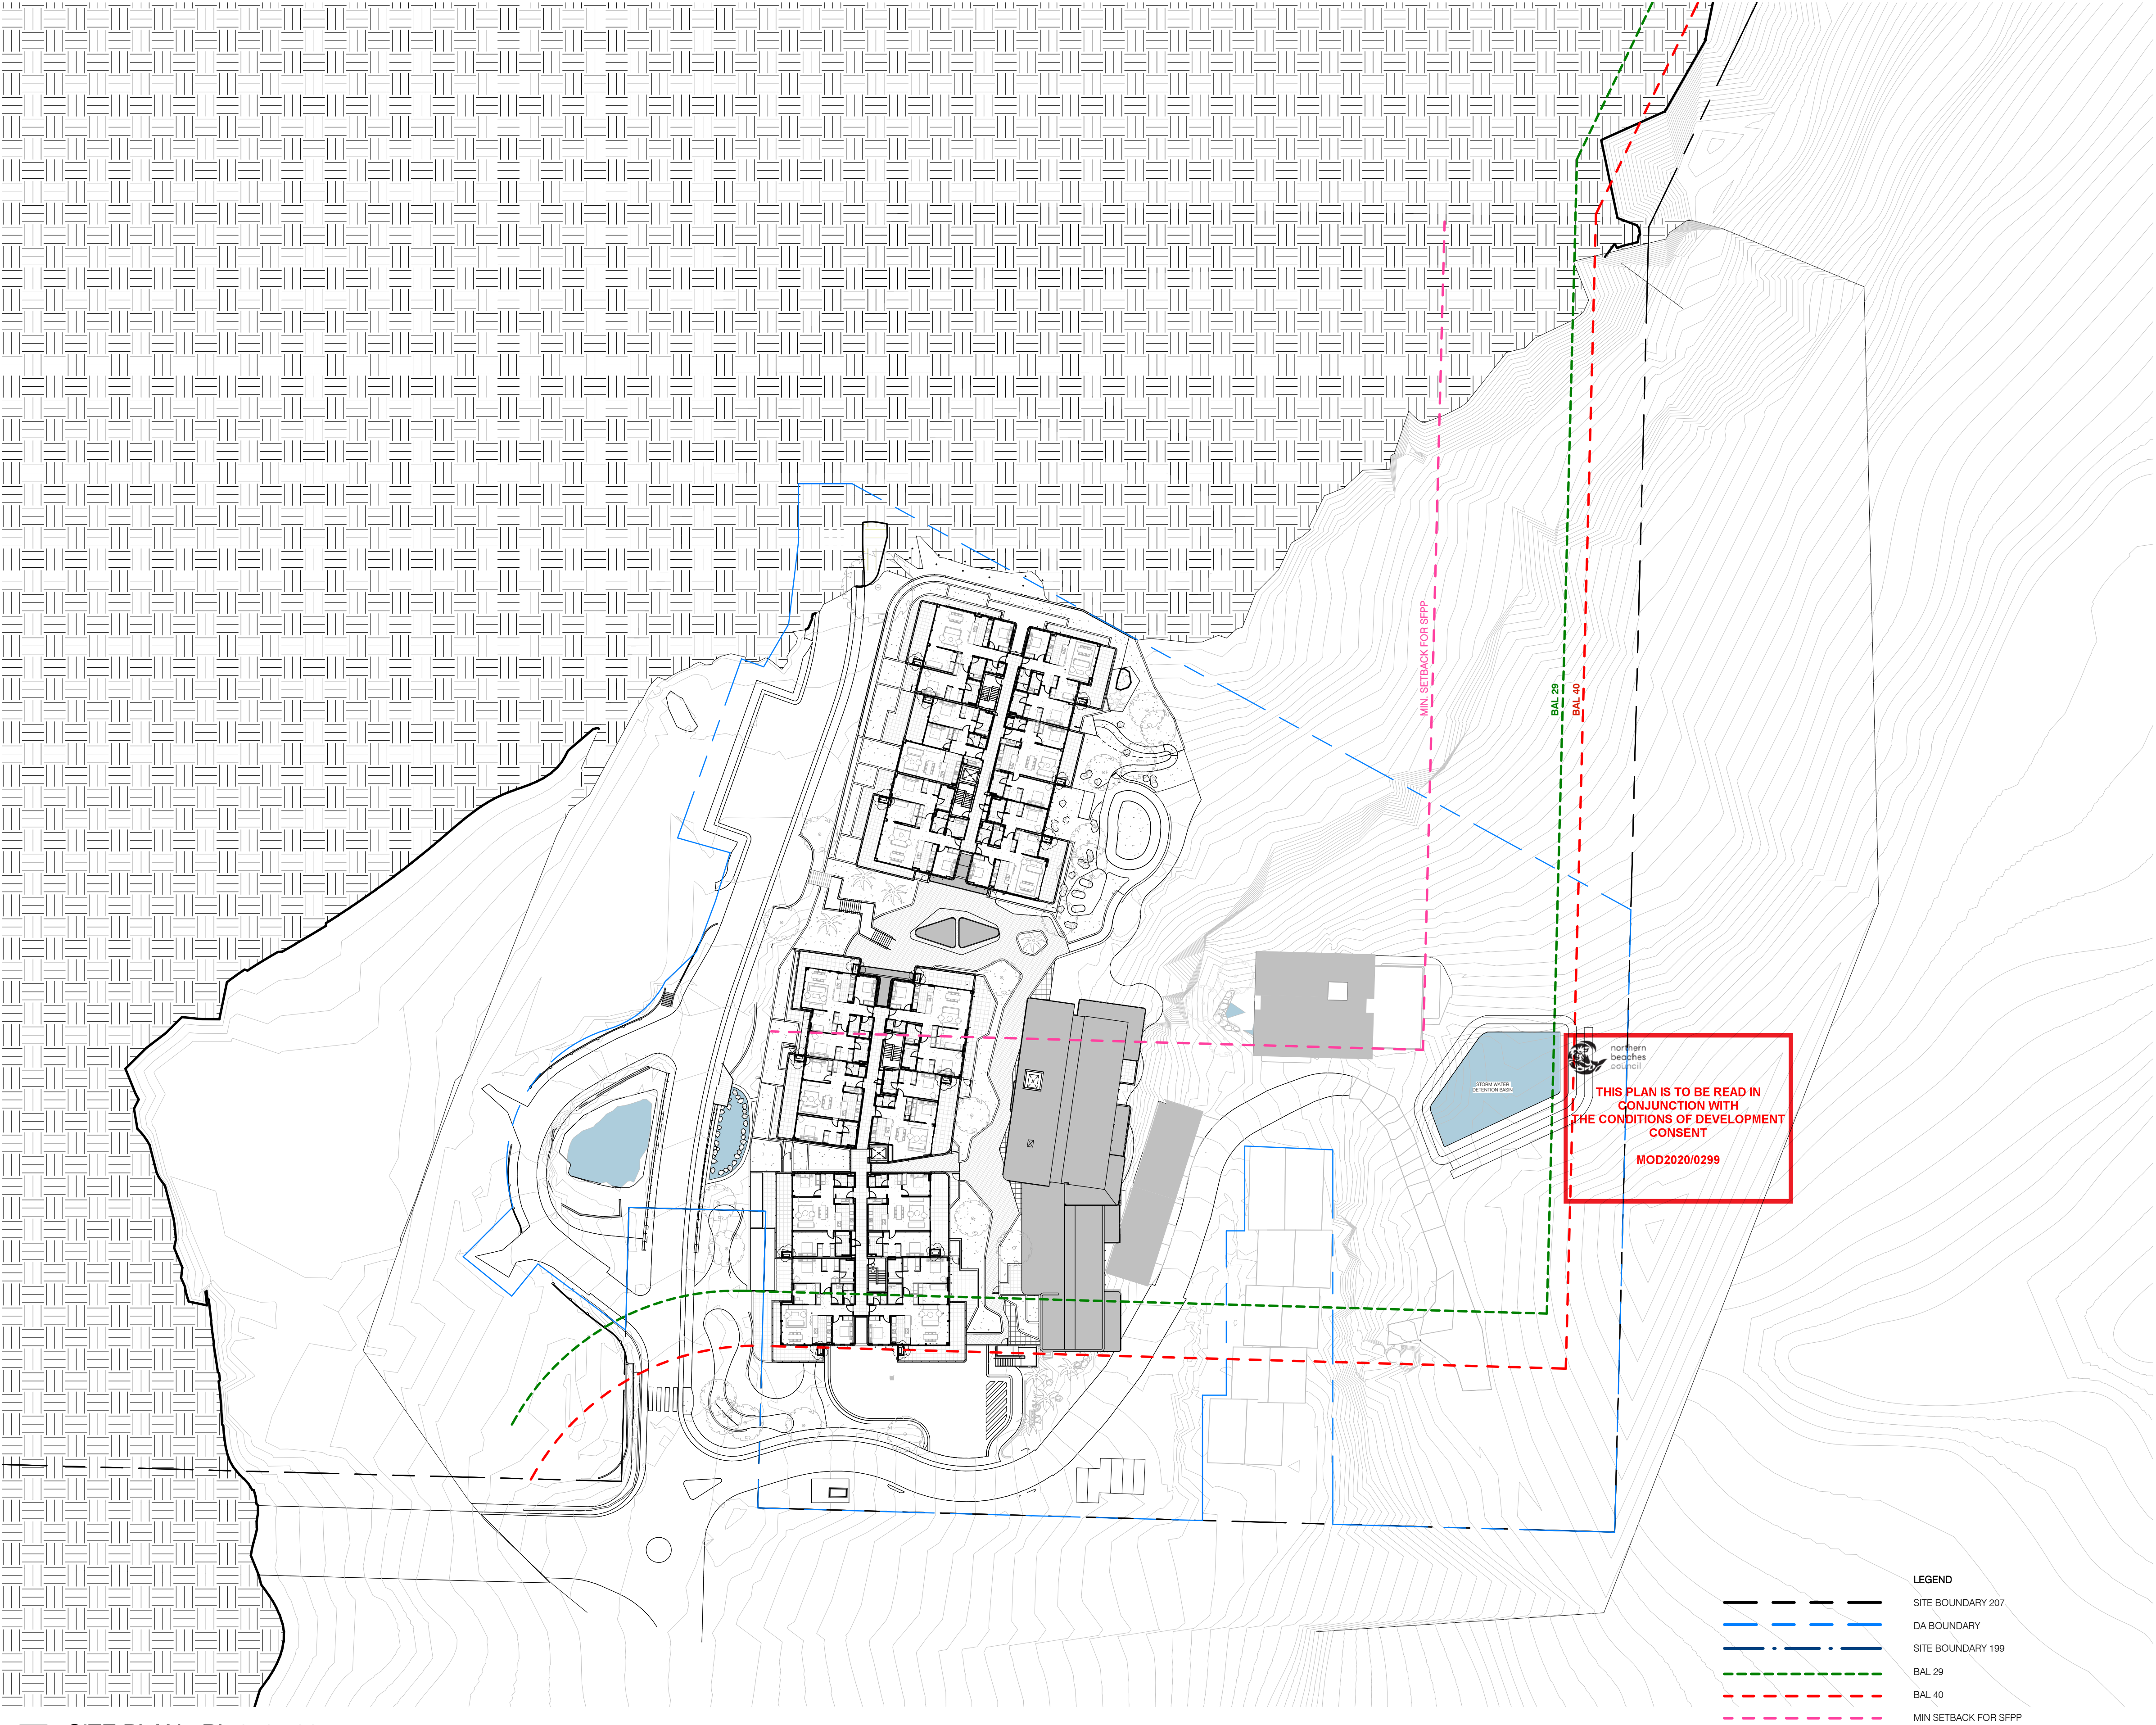 MIN. SETBACK FOR SFPP
BAL 29
BAL 40
STORM WATER
DETENTION BASIN
northern
beaches
council
THIS PLAN IS TO BE READ IN
CONJUNCTION WITH
THE CONDITIONS OF DEVELOPMENT
CONSENT
MOD2020/0299
LEGEND
SITE BOUNDARY 207
DA BOUNDARY
SITE BOUNDARY 199
BAL 29
BAL 40
MIN SETBACK FOR SFPP